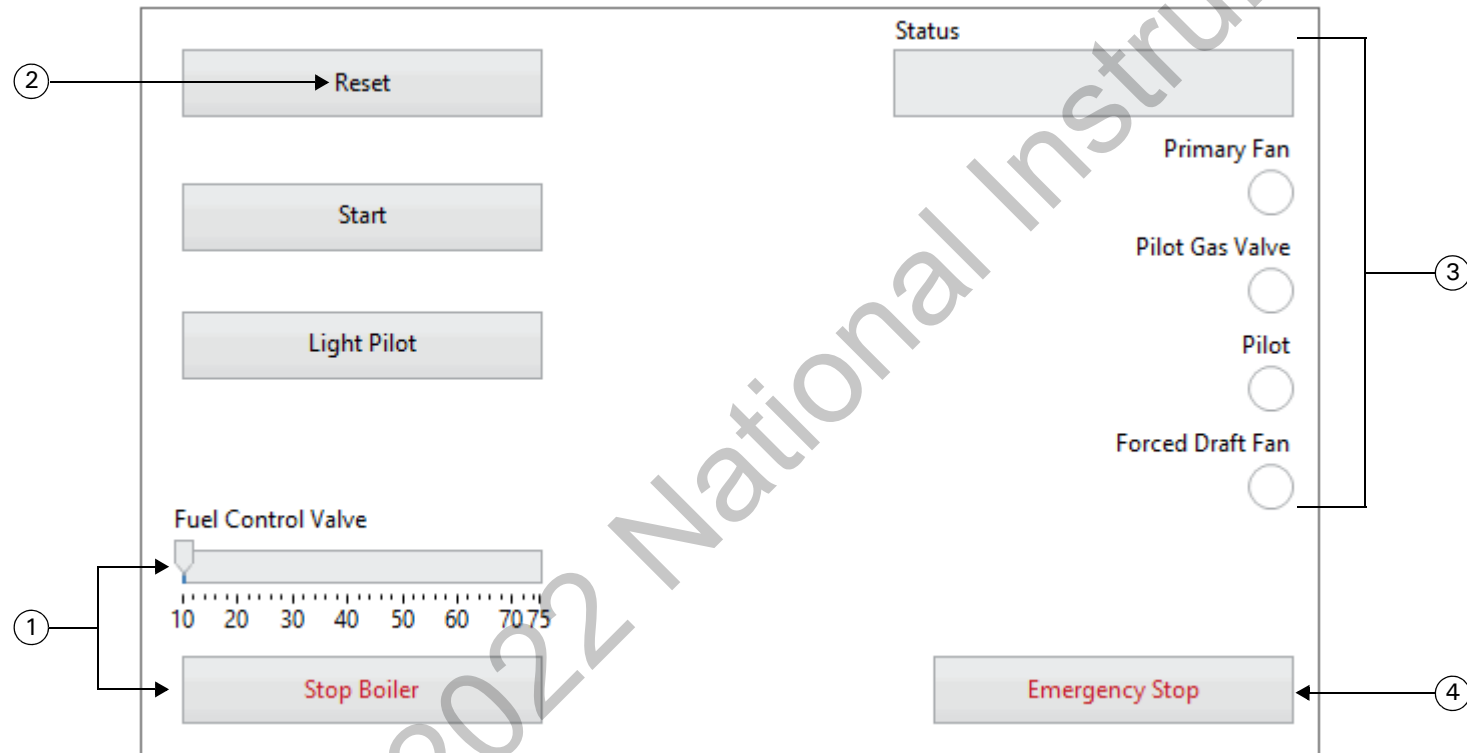 Status
2
Reset
Primary Fan
Start
Pilot Gas Valve
3
Light Pilot
Pilot
Forced Draft Fan
Fuel Control Valve
10 20 30 40 50 60 70 75
1
Stop Boiler
Emergency Stop
4
2022 National Instru